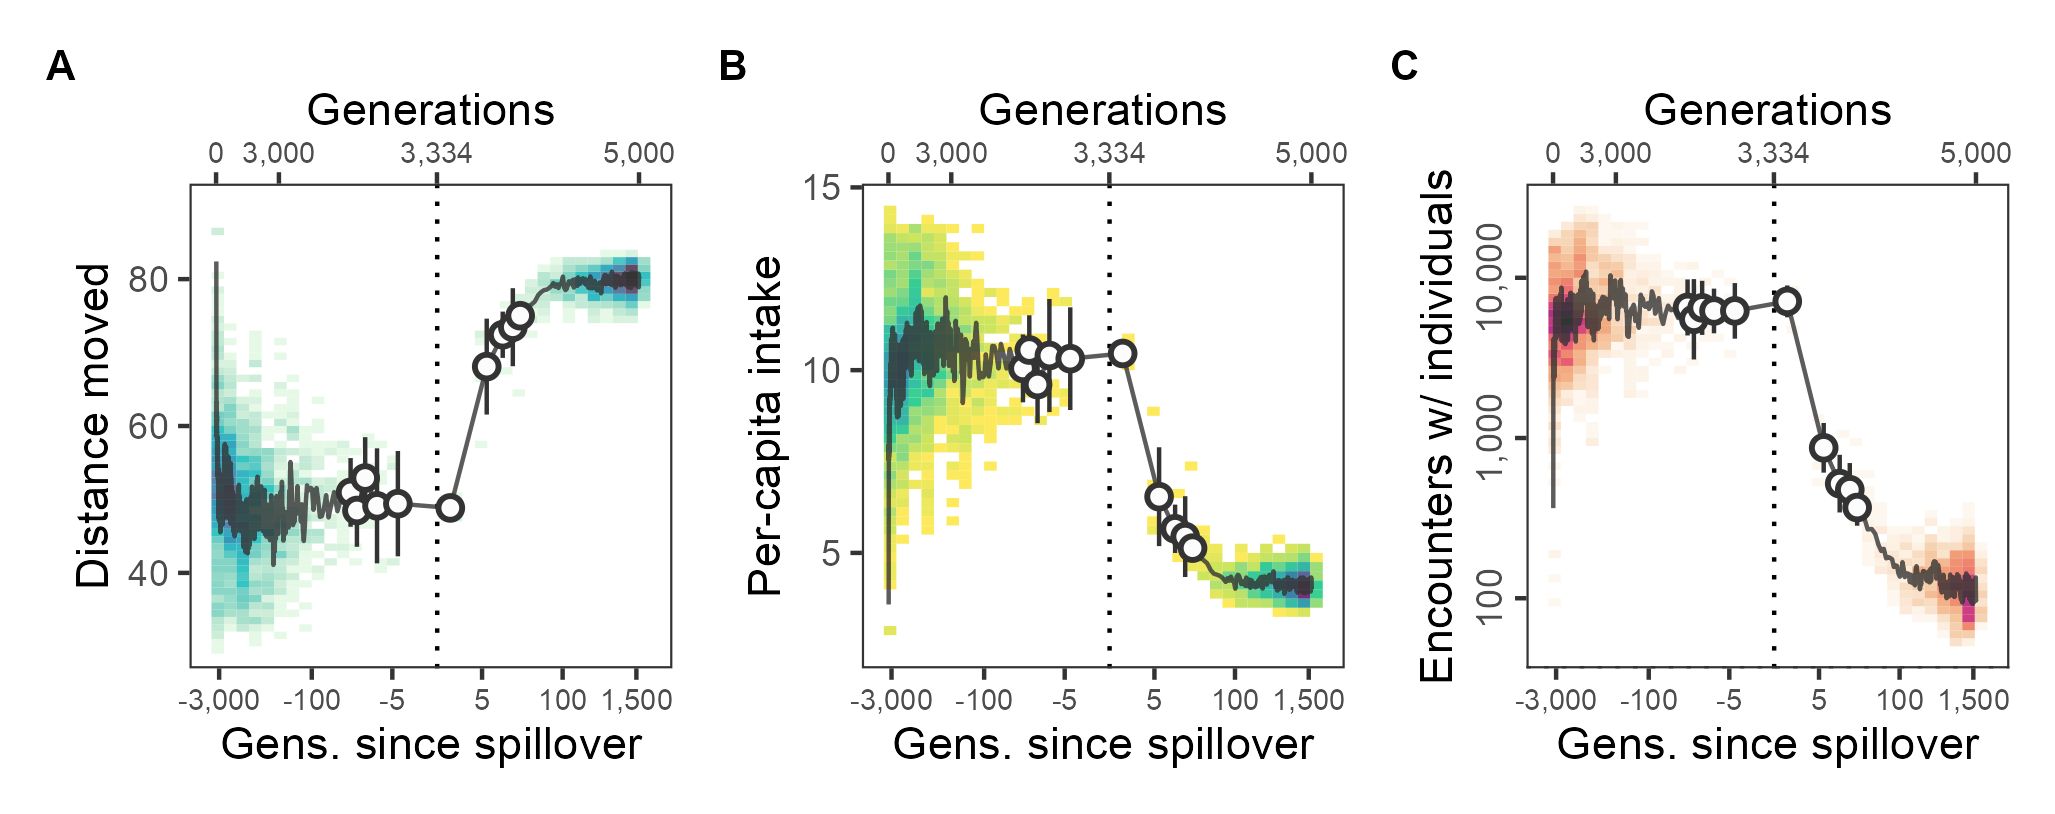 A
Generations
0 3,000 3,334 5,000
Distance moved
80
60
40
-3,000 -100 -5 5 100 1,500
Gens. since spillover
B
Generations
0 3,000 3,334 5,000
Per-capita intake
15
10
5
-3,000 -100 -5 5 100 1,500
Gens. since spillover
C
Generations
0 3,000 3,334 5,000
Encounters w/ individuals
10,000
1,000
100
-3,000 -100 -5 5 100 1,500
Gens. since spillover